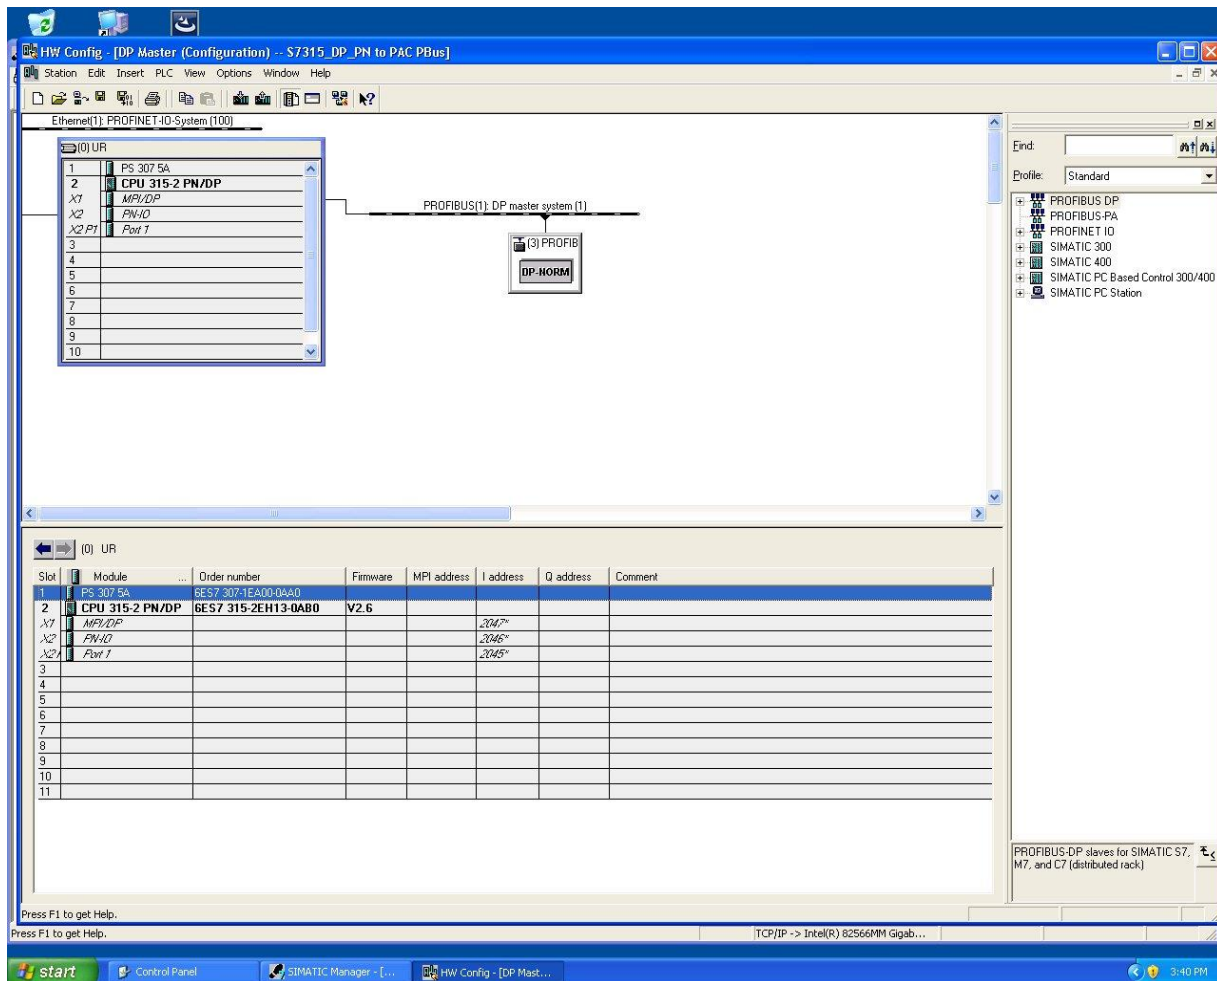 HW Config - [DP Master (Configuration) -- S7315_DP_PN to PAC PBus]
Station Edit Insert PLC View Options Window Help
Ethernet(1): PROFINET-IO-System (100)
(0) UR
1 PS 307 5A
2 CPU 315-2 PN/DP
X1 MPI/DP
X2 PN-IO
X2 P1 Port 1
3
4
5
6
7
8
9
10
PROFIBUS(1): DP master system (1)
(3) PROFIB
DP-NORM
Find:
Profile: Standard
PROFIBUS DP
PROFIBUS-PA
PROFINET IO
SIMATIC 300
SIMATIC 400
SIMATIC PC Based Control 300/400
SIMATIC PC Station
(0) UR
Slot Module ... Order number Firmware MPI address I address Q address Comment
1 PS 307 5A 6ES7 307-1EA00-0AA0
2 CPU 315-2 PN/DP 6ES7 315-2EH13-0AB0 V2.6
X1 MPI/DP 2047*
X2 PN-IO 2046*
X2 Port 1 2045*
3
4
5
6
7
8
9
10
11
PROFIBUS-DP slaves for SIMATIC S7,
M7, and C7 (distributed rack)
Press F1 to get Help.
Press F1 to get Help.
TCP/IP -> Intel(R) 82566MM Gigab...
start Control Panel SIMATIC Manager - [... HW Config - [DP Mast... 3:40 PM